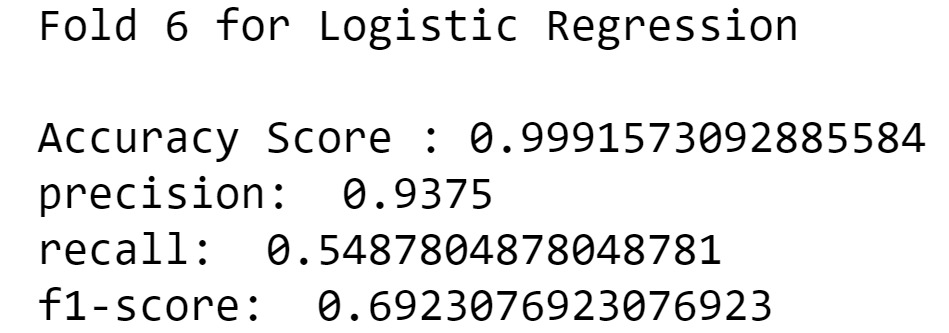 Fold 6 for Logistic Regression
Accuracy Score : 0.9991573092885584
precision:  0.9375
recall:  0.5487804878048781
f1-score:  0.6923076923076923